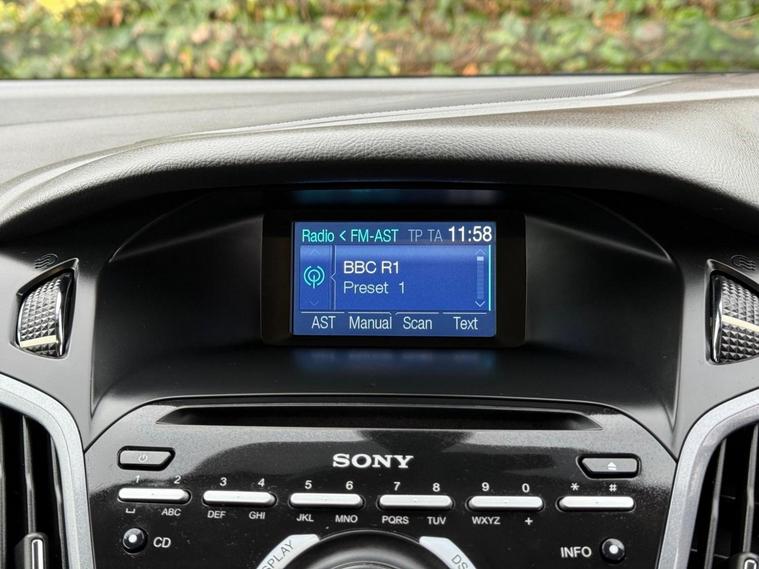 Radio < FM-AST TP TA 11:58
BBC R1
Preset 1
AST Manual Scan Text
SONY
1 2 3 4 5 6 7 8 9 0 * #
ABC DEF GHI JKL MNO PQRS TUV WXYZ +
CD
INFO